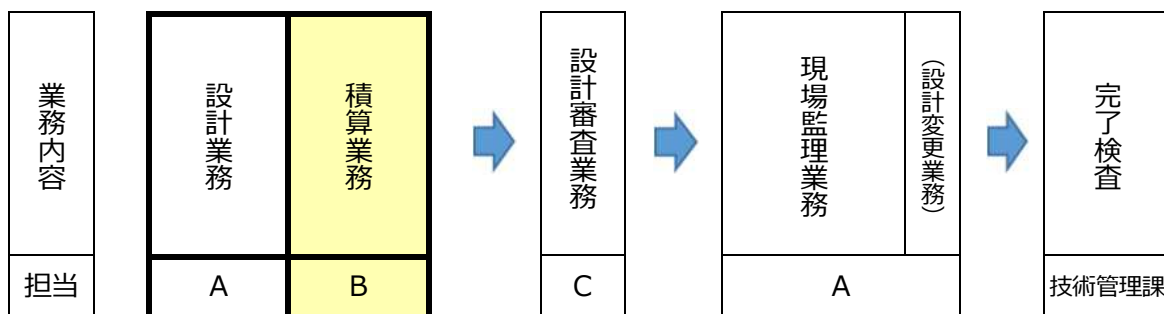 業務内容
設計業務
積算業務
設計審査業務
現場監理業務
（設計変更業務）
完了検査
担当
A
B
C
A
技術管理課